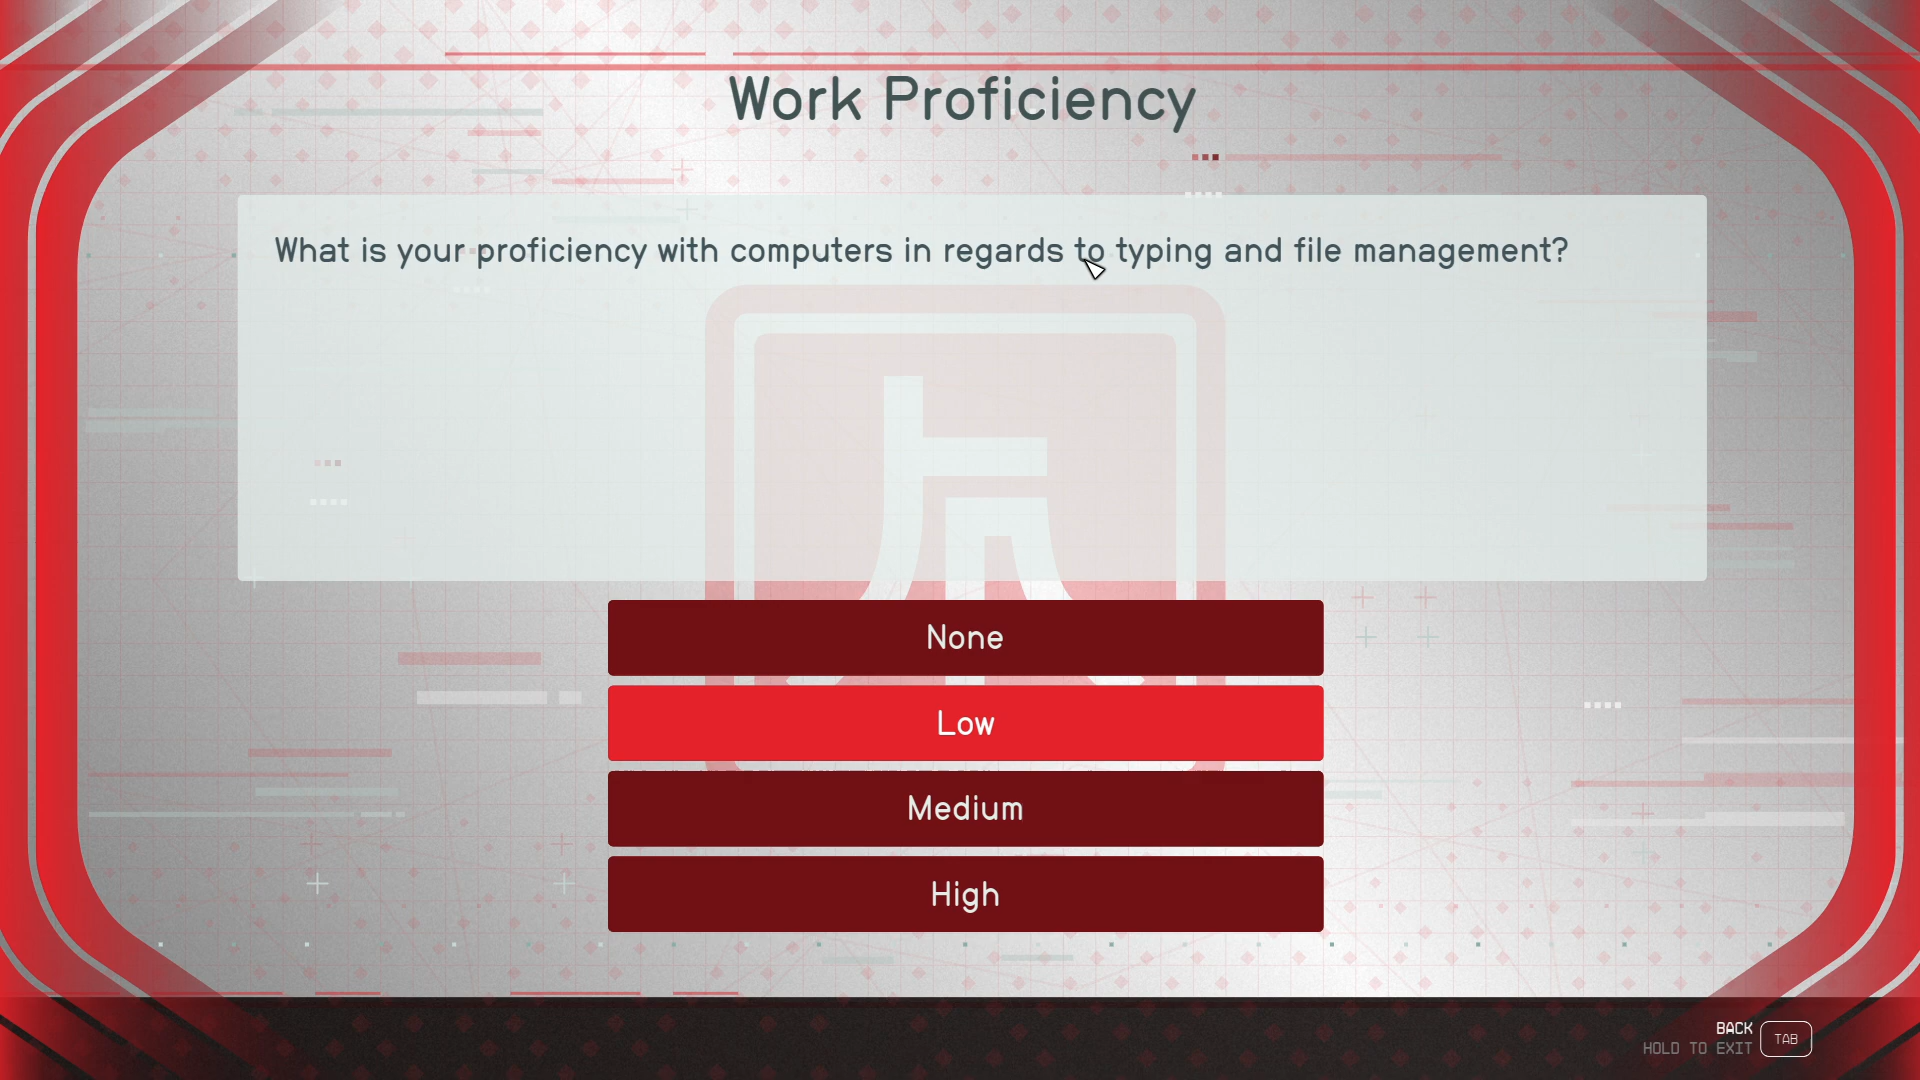 Work Proficiency
What is your proficiency with computers in regards to typing and file management?
None
Low
Medium
High
BACK
HOLD TO EXIT
TAB